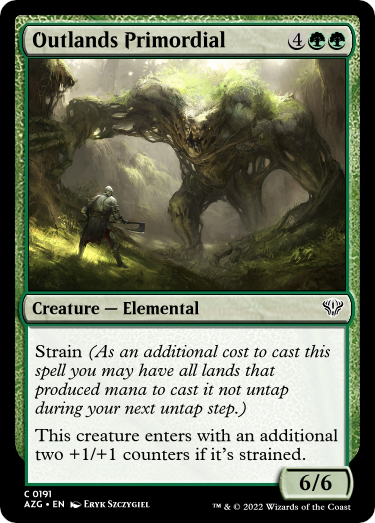 Outlands Primordial 4
Creature — Elemental
Strain (As an additional cost to cast this
spell you may have all lands that
produced mana to cast it not untap
during your next untap step.)
This creature enters with an additional
two +1/+1 counters if it's strained.
6/6
C 0191
AZG • EN Eryk Szczygiel
™ & © 2022 Wizards of the Coast